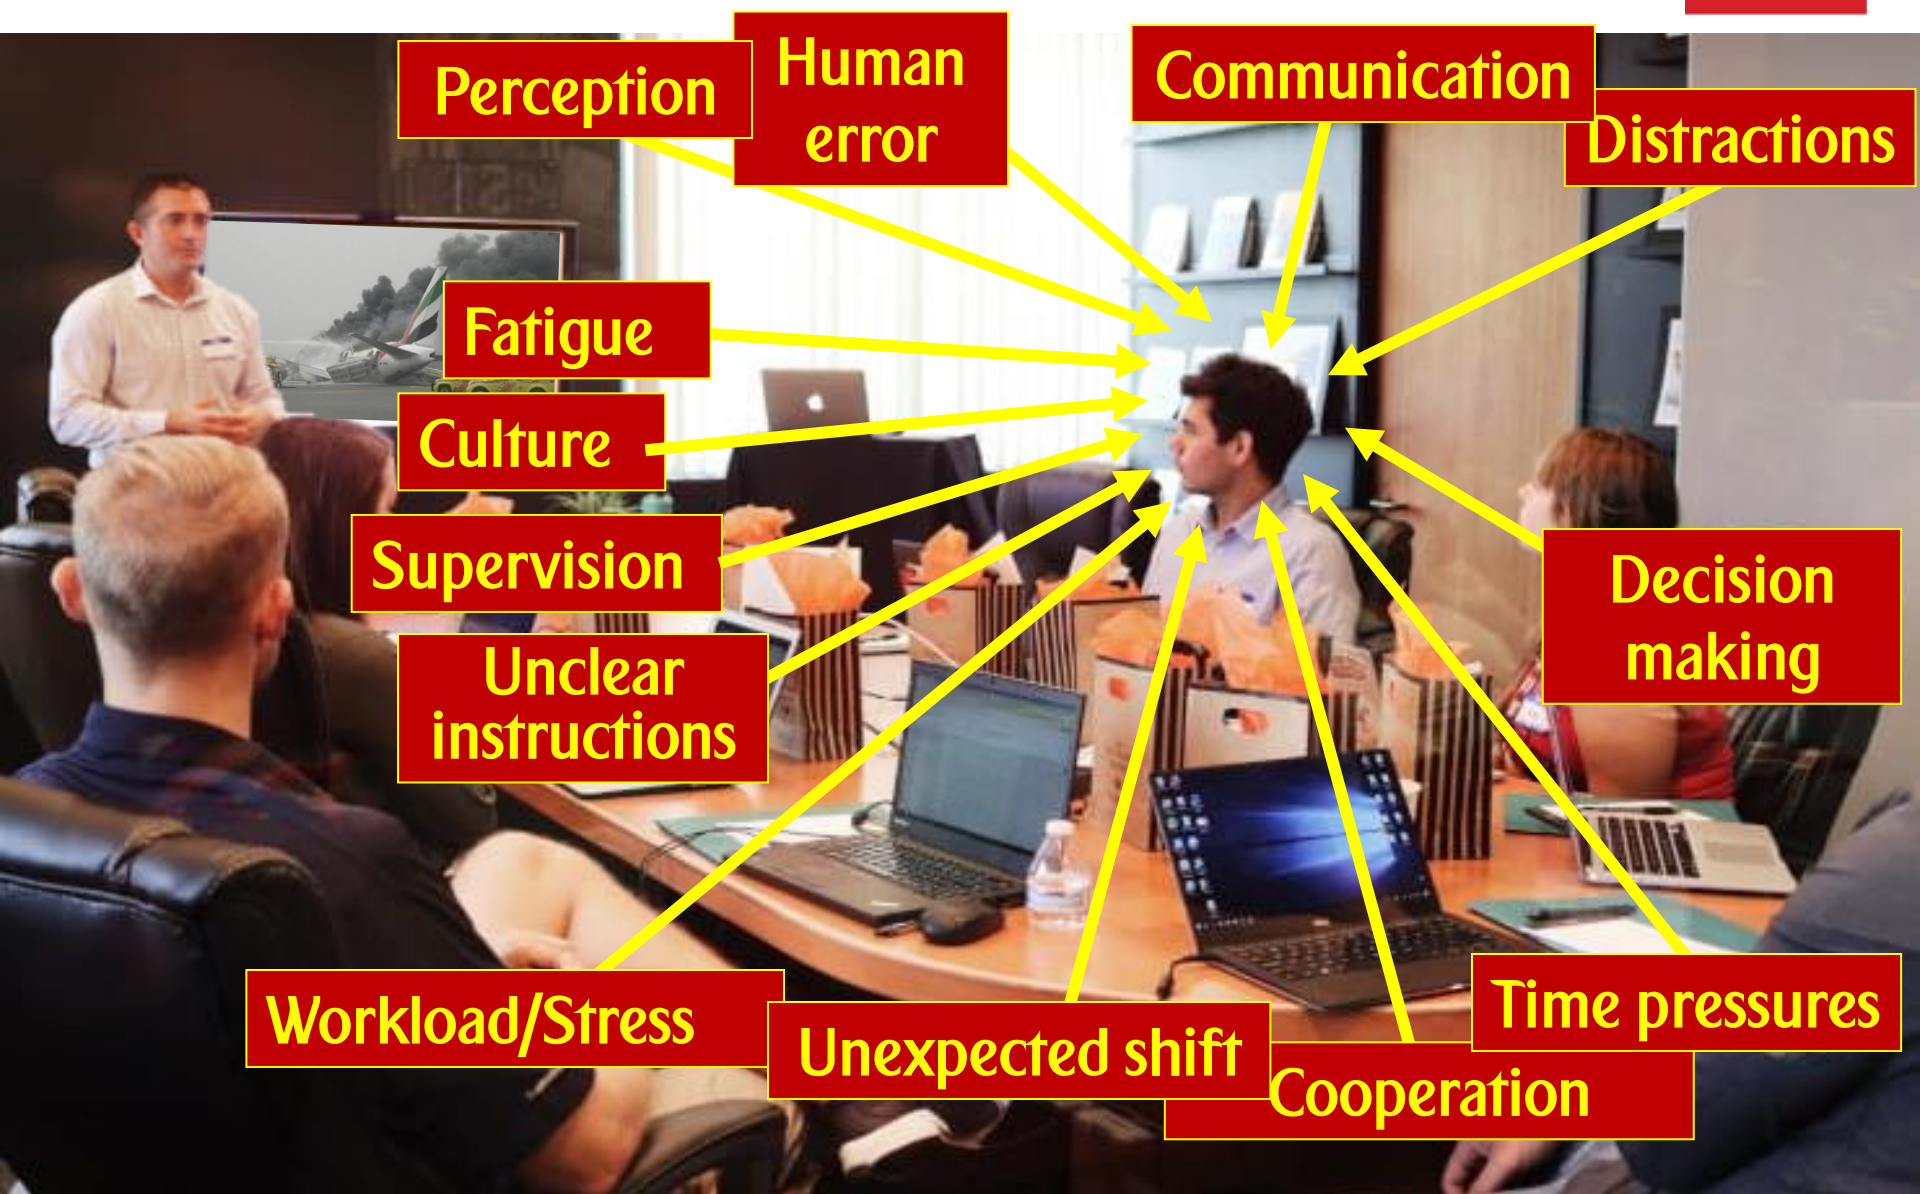 Perception
Human
error
Communication
Distractions
Fatigue
Culture
Supervision
Unclear
instructions
Decision
making
Workload/Stress
Unexpected shift
Time pressures
Cooperation